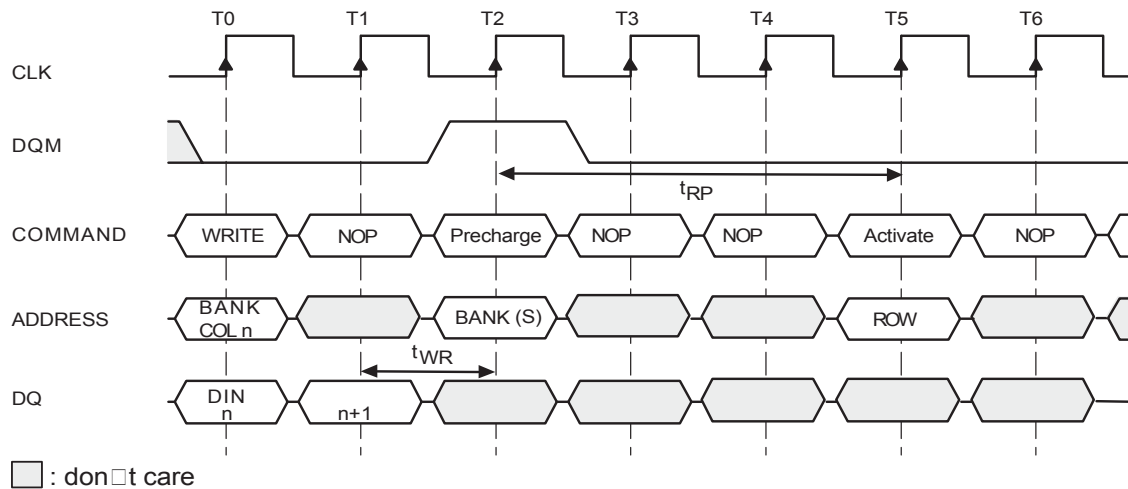 T0 T1 T2 T3 T4 T5 T6
CLK
DQM
tRP
COMMAND WRITE NOP Precharge NOP NOP Activate NOP
ADDRESS BANK COL n BANK (S) ROW
tWR
DQ DIN n n+1
: don□t care